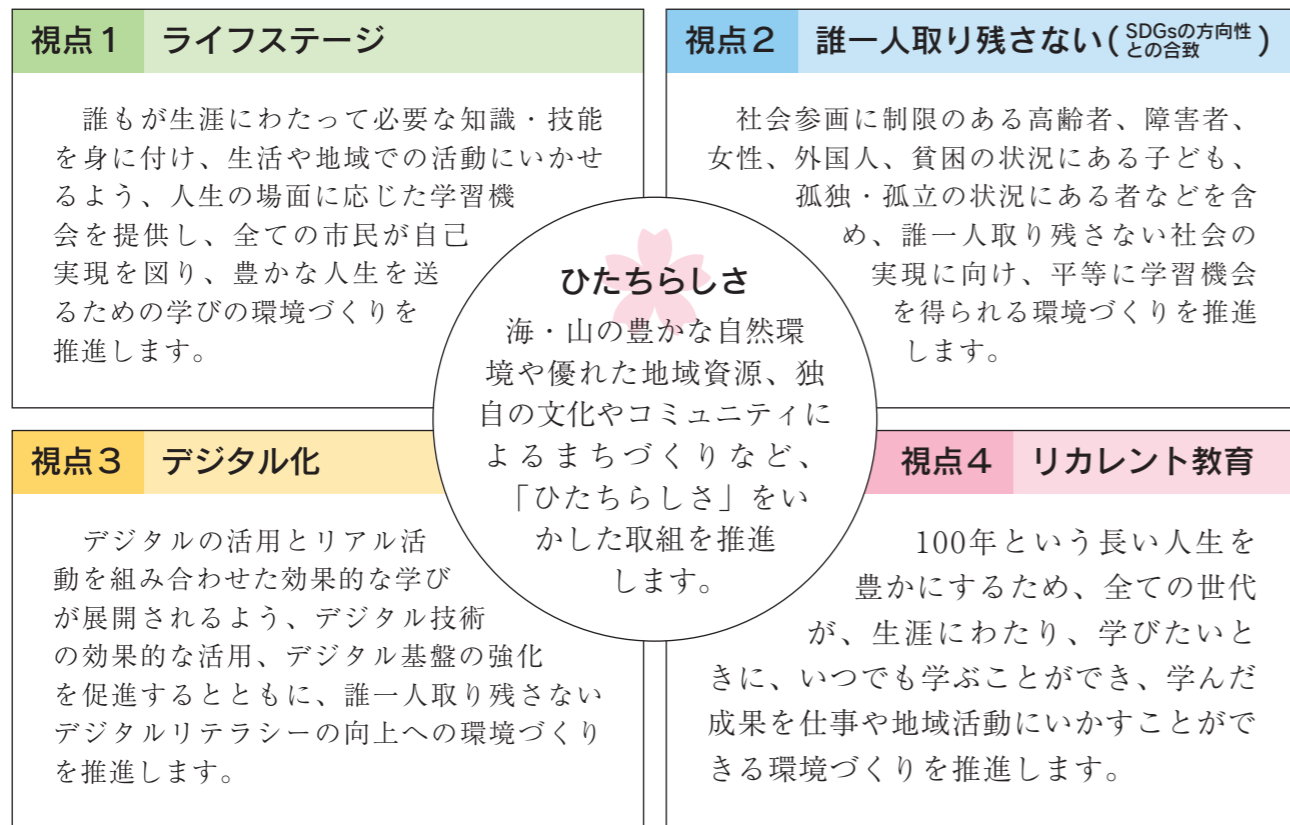 視点1 ライフステージ
誰もが生涯にわたって必要な知識・技能
を身に付け、生活や地域での活動にいかせ
るよう、人生の場面に応じた学習機
会を提供し、全ての市民が自己
実現を図り、豊かな人生を送
るための学びの環境づくりを
推進します。
視点2 誰一人取り残さない(SDGsの方向性
との合致)
社会参画に制限のある高齢者、障害者、
女性、外国人、貧困の状況にある子ども、
孤独・孤立の状況にある者などを含
め、誰一人取り残さない社会の
実現に向け、平等に学習機会
を得られる環境づくりを推進
します。
ひたちらしさ
海・山の豊かな自然環
境や優れた地域資源、独
自の文化やコミュニティに
よるまちづくりなど、
「ひたちらしさ」をい
かした取組を推進
します。
視点3 デジタル化
デジタルの活用とリアル活
動を組み合わせた効果的な学び
が展開されるよう、デジタル技術
の効果的な活用、デジタル基盤の強化
を促進するとともに、誰一人取り残さない
デジタルリテラシーの向上への環境づくり
を推進します。
視点4 リカレント教育
100年という長い人生を
豊かにするため、全ての世代
が、生涯にわたり、学びたいと
きに、いつでも学ぶことができ、学んだ
成果を仕事や地域活動にいかすことがで
きる環境づくりを推進します。